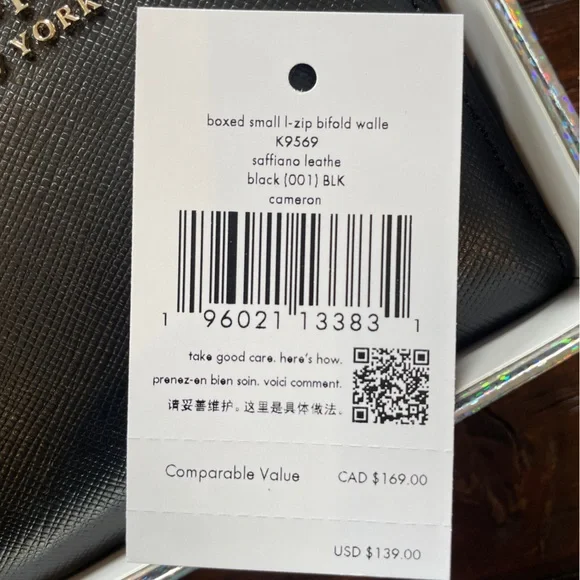 YORK
boxed small l-zip bifold walle
K9569
saffiano leathe
black (001) BLK
cameron
1 96021 13383 1
take good care. here's how.
prenez-en bien soin. voici comment.
请妥善维护。这里是具体做法。
Comparable Value CAD $169.00
USD $139.00